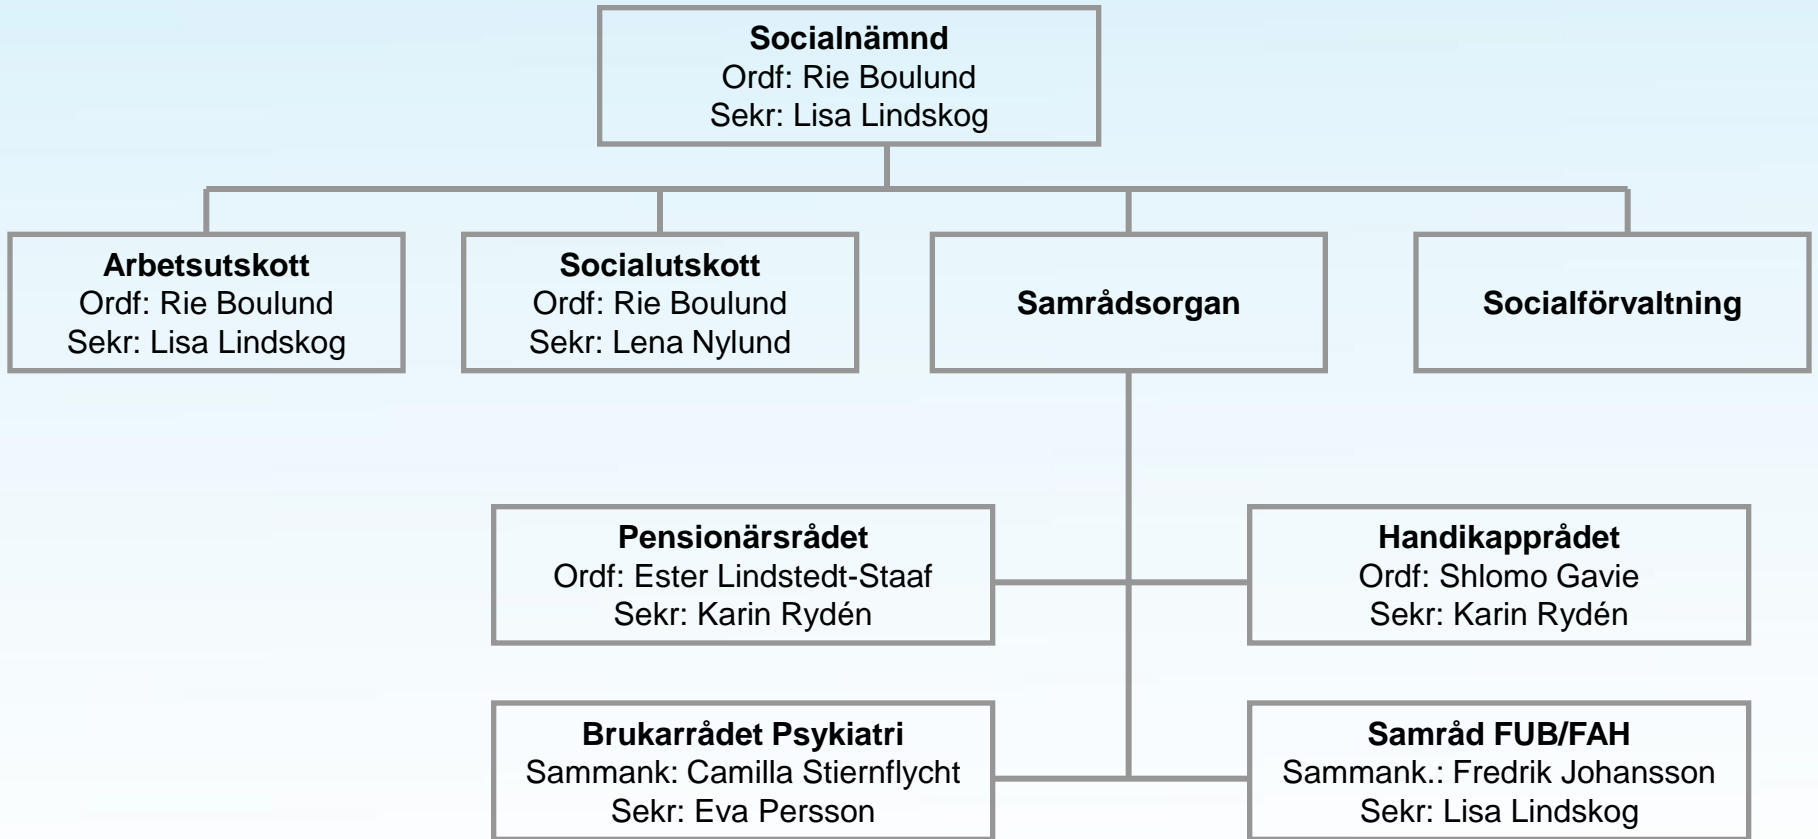 Socialnämnd
Ordf: Rie Boulund
Sekr: Lisa Lindskog
Arbetsutskott
Ordf: Rie Boulund
Sekr: Lisa Lindskog
Socialutskott
Ordf: Rie Boulund
Sekr: Lena Nylund
Samrådsorgan
Socialförvaltning
Pensionärsrådet
Ordf: Ester Lindstedt-Staaf
Sekr: Karin Rydén
Handikapprådet
Ordf: Shlomo Gavie
Sekr: Karin Rydén
Brukarrådet Psykiatri
Sammank: Camilla Stiernflycht
Sekr: Eva Persson
Samråd FUB/FAH
Sammank.: Fredrik Johansson
Sekr: Lisa Lindskog